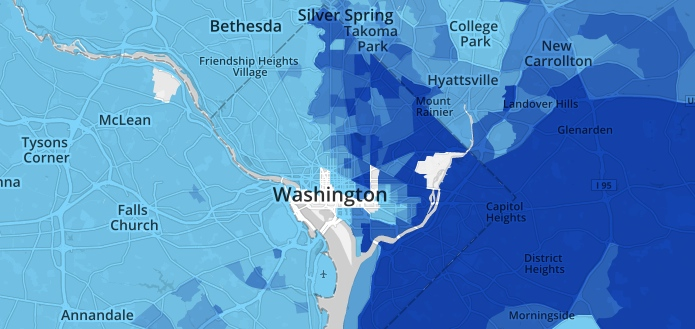 Silver Spring
Bethesda
Takoma
Park
College
Park
New
Carrollton
Friendship Heights
Village
Hyattsville
Mount
Rainier
Landover Hills
McLean
Glenarden
Tysons
Corner
nna
I 95
Washington
Falls
Church
Capitol
Heights
District
Heights
Annandale
Morningside